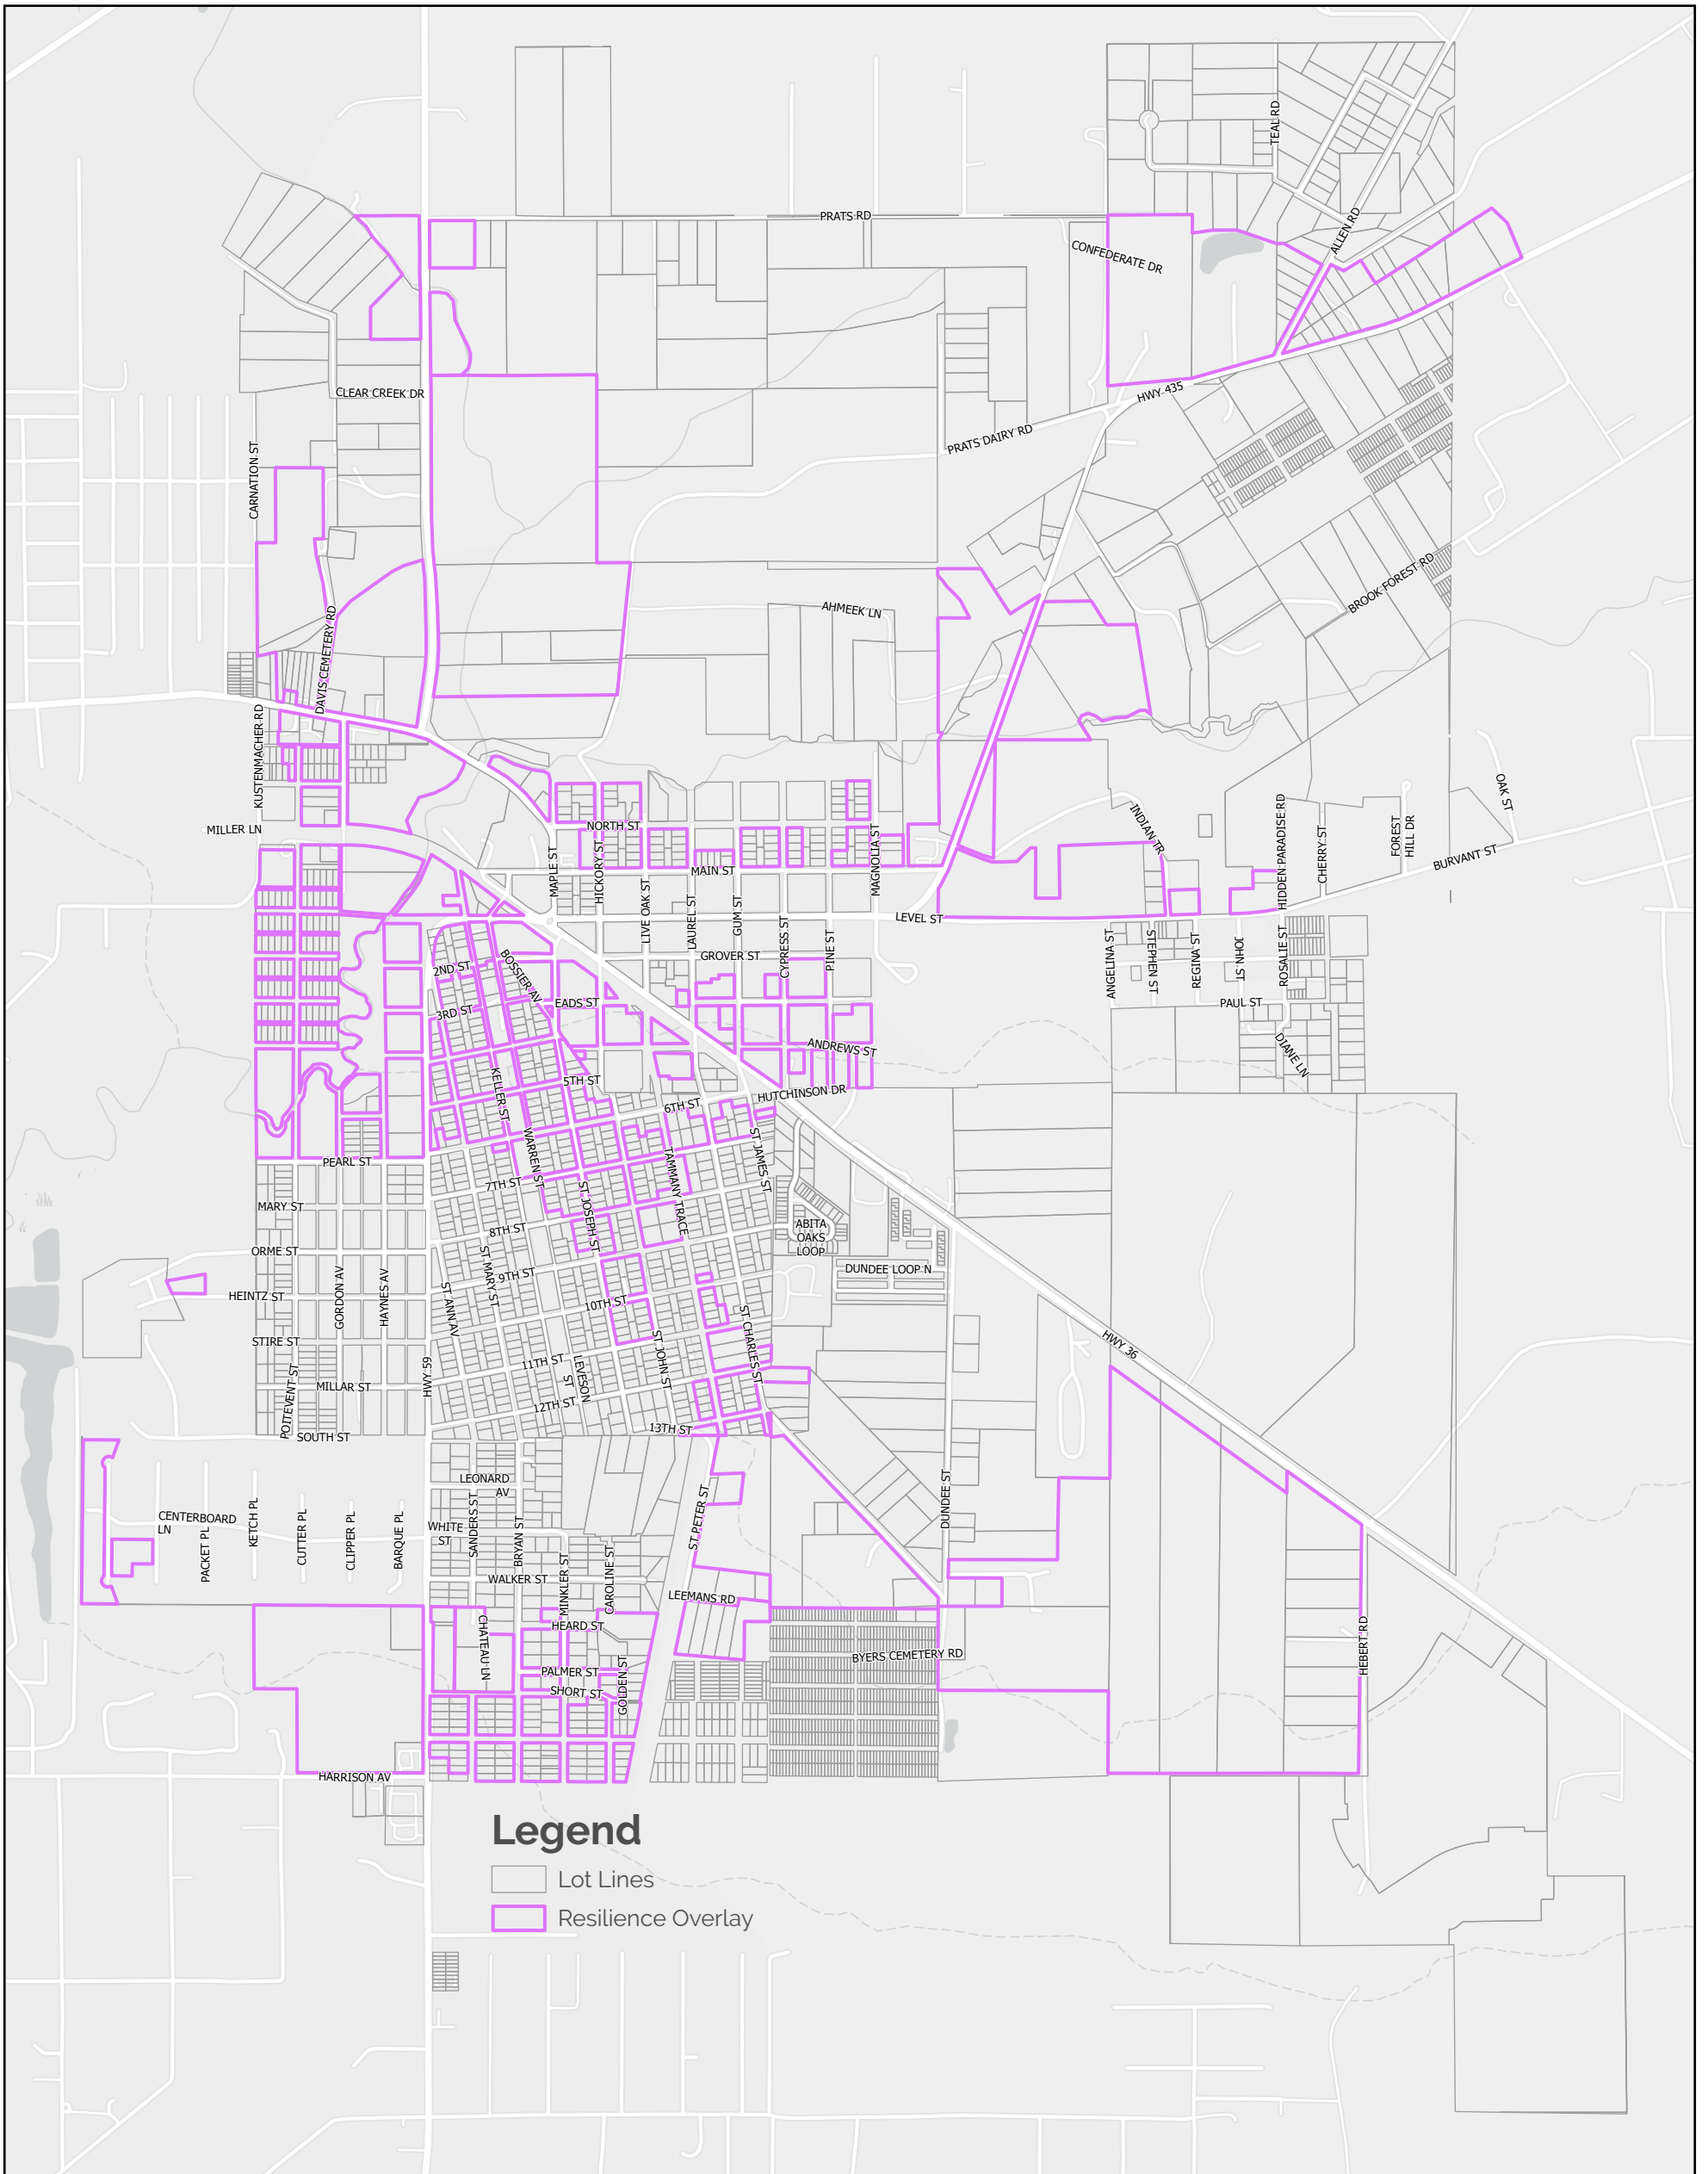 TEAL RD
PRATS RD
CONFEDERATE DR
ALLEN RD
CLEAR CREEK DR
HWY 435
PRATS DAIRY RD
CARNATION ST
BROOK FOREST RD
AHMEEK LN
DAVIS CEMETERY RD
KUSTENMACHER RD
OAK ST
MILLER LN
NORTH ST
INDIAN TR
HIDDEN PARADISE RD
CHERRY ST
FOREST
HILL DR
BURVANT ST
MAPLE ST
HICKORY ST
MAIN ST
MAGNOLIA ST
LIVE OAK ST
LAUREL ST
GUM ST
CYPRESS ST
PINE ST
LEVEL ST
GROVER ST
ANGELINA ST
STEPHEN ST
REGINA ST
JOHN ST
ROSALIE ST
2ND ST
BOSSIER AV
EADS ST
PAUL ST
3RD ST
ANDREWS ST
DIANE LN
KELLER ST
5TH ST
HUTCHINSON DR
6TH ST
WARREN ST
ST JAMES ST
PEARL ST
TAMMANY TRACE
7TH ST
ST JOSEPH ST
MARY ST
8TH ST
ABITA
OAKS
LOOP
ORME ST
ST MARY ST
9TH ST
DUNDEE LOOP N
GORDON AV
HAYNES AV
HEINTZ ST
ST ANN AV
10TH ST
ST. CHARLES ST
STIRE ST
ST JOHN ST
HWY 36
11TH ST
POITEVENT ST
MILLAR ST
HWY 59
LEVESON
ST
12TH ST
13TH ST
SOUTH ST
LEONARD
AV
DUNDEE ST
CENTERBOARD
LN
PACKET PL
KETCH PL
CUTTER PL
CLIPPER PL
BARQUE PL
WHITE
ST
SANDERS ST
BRYAN ST
ST PETER ST
WALKER ST
MINKLER ST
CAROLINE ST
LEEMANS RD
CHATEAU LN
HEARD ST
HEBERT RD
BYERS CEMETERY RD
PALMER ST
GOLDEN ST
SHORT ST
HARRISON AV
Legend
Lot Lines
Resilience Overlay